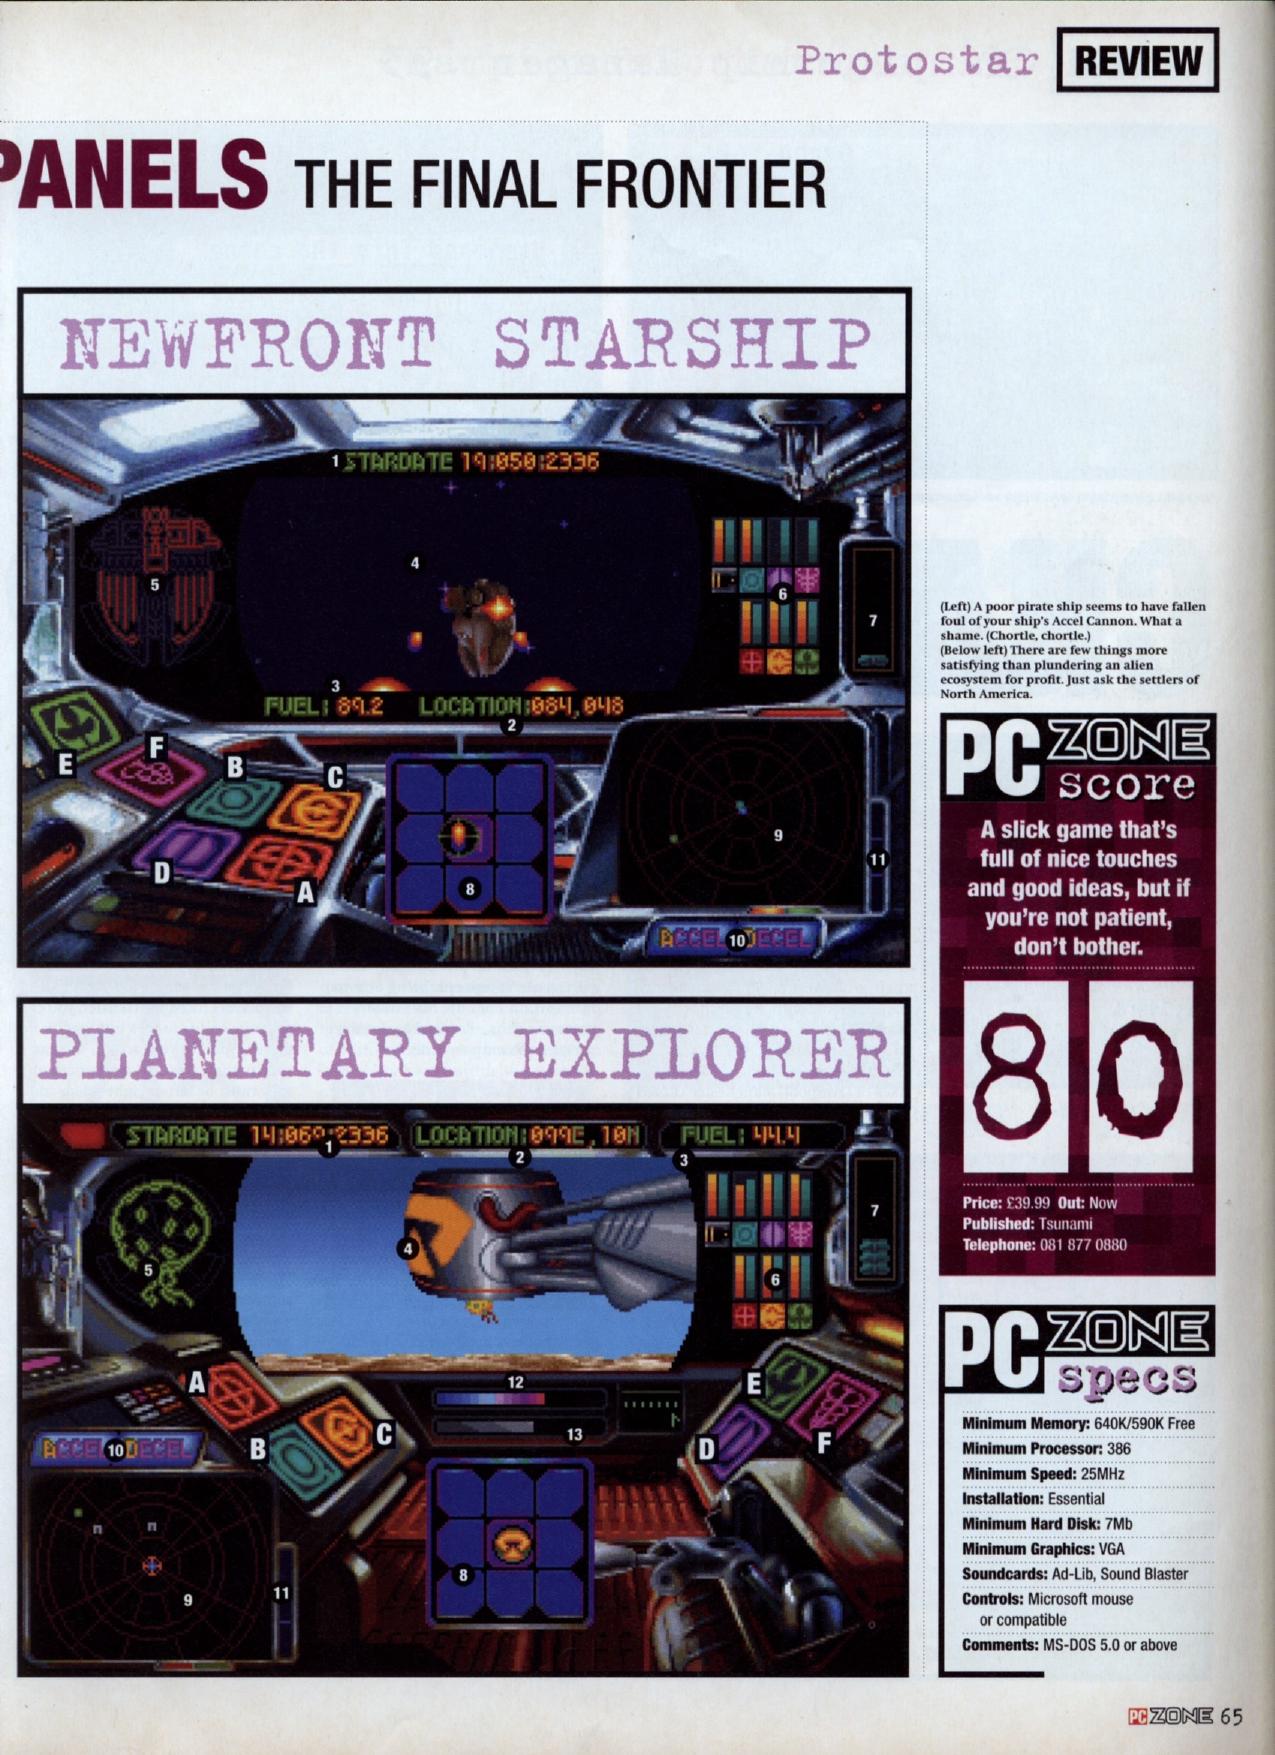 Protostar REVIEW
PANELS THE FINAL FRONTIER
NEWFRONT STARSHIP
1 STARDATE 19:050:2336
4
5
6
7
3
FUEL: 89.2 LOCATION:084,048
2
E
F
B
C
D
A
8
9
11
ACCEL 10 DECEL
PLANETARY EXPLORER
STARDATE 14:069:2336 LOCATION:099E,10N FUEL: 44.4
1
2
3
4
5
6
7
12
13
A
B
C
E
D
F
ACCEL 10 DECEL
n n
8
9
11
(Left) A poor pirate ship seems to have fallen
foul of your ship's Accel Cannon. What a
shame. (Chortle, chortle.)
(Below left) There are few things more
satisfying than plundering an alien
ecosystem for profit. Just ask the settlers of
North America.
PC ZONE
score
A slick game that's
full of nice touches
and good ideas, but if
you're not patient,
don't bother.
80
Price: £39.99 Out: Now
Published: Tsunami
Telephone: 081 877 0880
PC ZONE
specs
Minimum Memory: 640K/590K Free
Minimum Processor: 386
Minimum Speed: 25MHz
Installation: Essential
Minimum Hard Disk: 7Mb
Minimum Graphics: VGA
Soundcards: Ad-Lib, Sound Blaster
Controls: Microsoft mouse
or compatible
Comments: MS-DOS 5.0 or above
PC ZONE 65